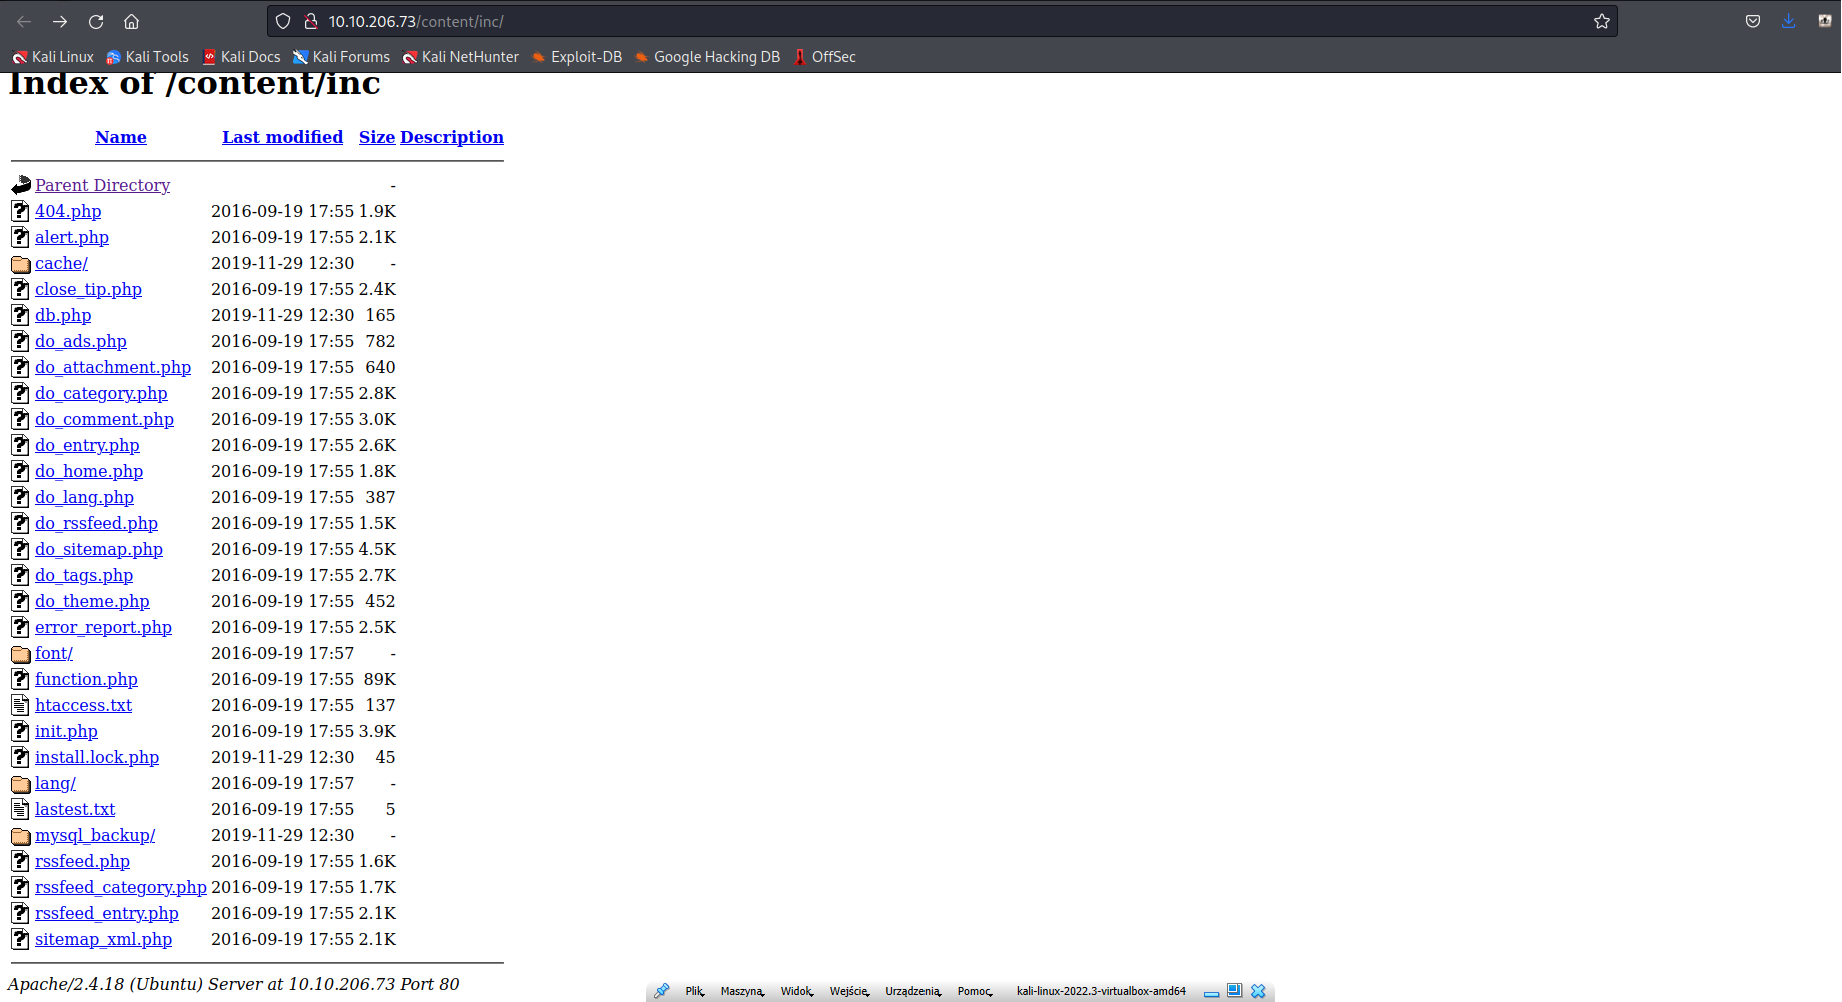 10.10.206.73/content/inc/
Kali Linux Kali Tools Kali Docs Kali Forums Kali NetHunter Exploit-DB Google Hacking DB OffSec
Index of /content/inc
Name Last modified Size Description
Parent Directory -
404.php 2016-09-19 17:55 1.9K
alert.php 2016-09-19 17:55 2.1K
cache/ 2019-11-29 12:30 -
close_tip.php 2016-09-19 17:55 2.4K
db.php 2019-11-29 12:30 165
do_ads.php 2016-09-19 17:55 782
do_attachment.php 2016-09-19 17:55 640
do_category.php 2016-09-19 17:55 2.8K
do_comment.php 2016-09-19 17:55 3.0K
do_entry.php 2016-09-19 17:55 2.6K
do_home.php 2016-09-19 17:55 1.8K
do_lang.php 2016-09-19 17:55 387
do_rssfeed.php 2016-09-19 17:55 1.5K
do_sitemap.php 2016-09-19 17:55 4.5K
do_tags.php 2016-09-19 17:55 2.7K
do_theme.php 2016-09-19 17:55 452
error_report.php 2016-09-19 17:55 2.5K
font/ 2016-09-19 17:57 -
function.php 2016-09-19 17:55 89K
htaccess.txt 2016-09-19 17:55 137
init.php 2016-09-19 17:55 3.9K
install.lock.php 2019-11-29 12:30 45
lang/ 2016-09-19 17:57 -
lastest.txt 2016-09-19 17:55 5
mysql_backup/ 2019-11-29 12:30 -
rssfeed.php 2016-09-19 17:55 1.6K
rssfeed_category.php 2016-09-19 17:55 1.7K
rssfeed_entry.php 2016-09-19 17:55 2.1K
sitemap_xml.php 2016-09-19 17:55 2.1K
Apache/2.4.18 (Ubuntu) Server at 10.10.206.73 Port 80
Plik Maszyna Widok Wejście Urządzenia Pomoc kali-linux-2022.3-virtualbox-amd64